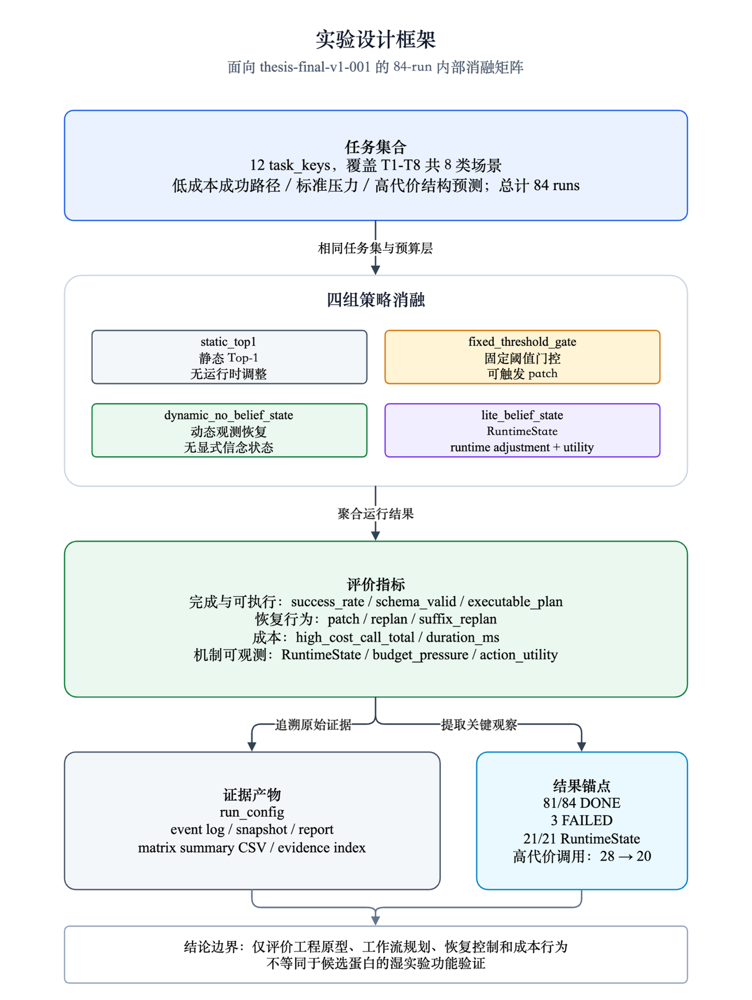 实验设计框架
面向 thesis-final-v1-001 的 84-run 内部消融矩阵
任务集合
12 task_keys，覆盖 T1-T8 共 8 类场景
低成本成功路径 / 标准压力 / 高代价结构预测；总计 84 runs
相同任务集与预算层
四组策略消融
static_top1
静态 Top-1
无运行时调整
fixed_threshold_gate
固定阈值门控
可触发 patch
dynamic_no_belief_state
动态观测恢复
无显式信念状态
lite_belief_state
RuntimeState
runtime adjustment + utility
聚合运行结果
评价指标
完成与可执行：success_rate / schema_valid / executable_plan
恢复行为：patch / replan / suffix_replan
成本：high_cost_call_total / duration_ms
机制可观测：RuntimeState / budget_pressure / action_utility
追溯原始证据
提取关键观察
证据产物
run_config
event log / snapshot / report
matrix summary CSV / evidence index
结果锚点
81/84 DONE
3 FAILED
21/21 RuntimeState
高代价调用：28 → 20
结论边界：仅评价工程原型、工作流规划、恢复控制和成本行为
不等同于候选蛋白的湿实验功能验证